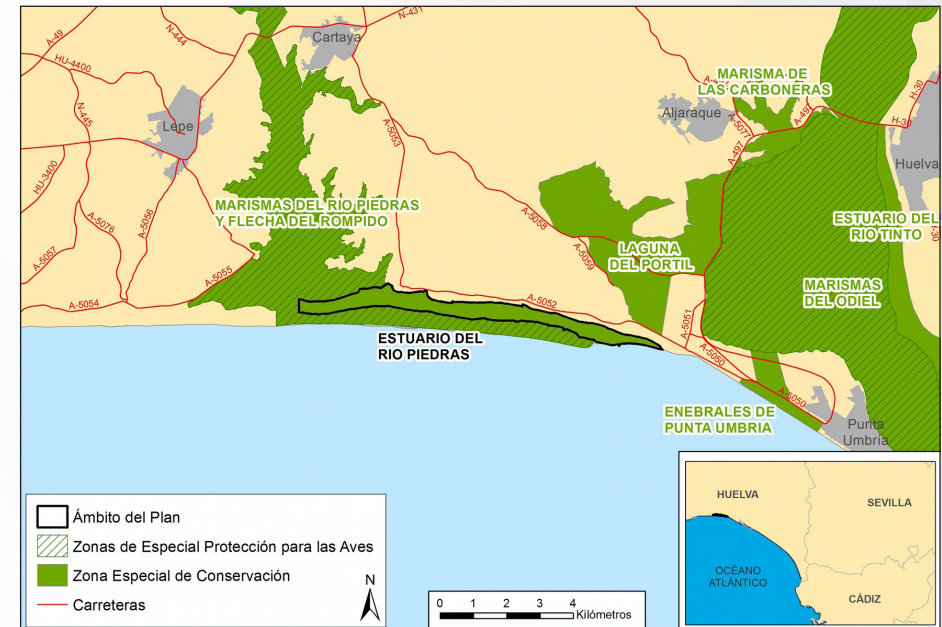 A-49
N-444
N-431
Cartaya
HU-4400
N-445
Lepe
A-5053
HU-3400
A-5076
A-5056
A-5057
A-5055
A-5054
MARISMAS DEL RIO PIEDRAS
Y FLECHA DEL ROMPIDO
A-5058
A-5059
A-5052
A-5051
A-5050
A-5050
MARISMA DE
LAS CARBONERAS
Aljaraque
A-5077
A-497
A-497
H-30
H-30
Huelva
ESTUARIO DEL
RIO TINTO
LAGUNA
DEL PORTIL
MARISMAS
DEL ODIEL
ESTUARIO DEL
RIO PIEDRAS
ENEBRALES DE
PUNTA UMBRIA
Punta
Umbría
Ámbito del Plan
Zonas de Especial Protección para las Aves
Zona Especial de Conservación
Carreteras
N
0 1 2 3 4
Kilómetros
HUELVA
SEVILLA
OCÉANO
ATLÁNTICO
CÁDIZ